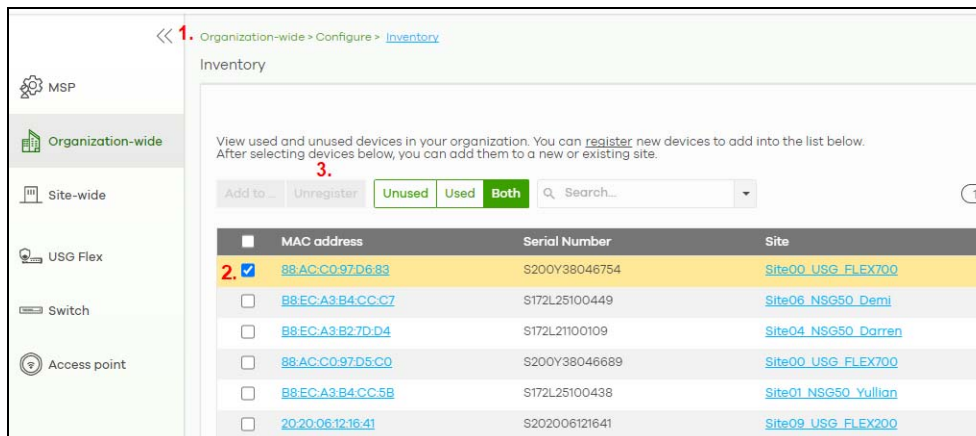 1. Organization-wide > Configure > Inventory
Inventory
MSP
Organization-wide
Site-wide
USG Flex
Switch
Access point
View used and unused devices in your organization. You can register new devices to add into the list below.
After selecting devices below, you can add them to a new or existing site.
3.
Add to... Unregister Unused Used Both Search... 1
MAC address Serial Number Site
2. 88:AC:C0:97:D6:83 S200Y38046754 Site00_USG_FLEX700
B8:EC:A3:B4:CC:C7 S172L25100449 Site06_NSG50_Demi
B8:EC:A3:B2:7D:D4 S172L21100109 Site04_NSG50_Darren
88:AC:C0:97:D5:C0 S200Y38046689 Site00_USG_FLEX700
B8:EC:A3:B4:CC:5B S172L25100438 Site01_NSG50_Yullian
20:20:06:12:16:41 S202006121641 Site09_USG_FLEX200